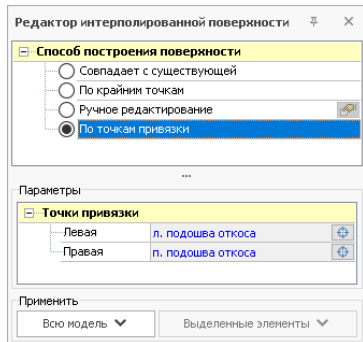 Редактор интерполированной поверхности
Способ построения поверхности
Совпадает с существующей
По крайним точкам
Ручное редактирование
По точкам привязки
...
Параметры
Точки привязки
Левая л. подошва откоса
Правая п. подошва откоса
Применить
Всю модель Выделенные элементы